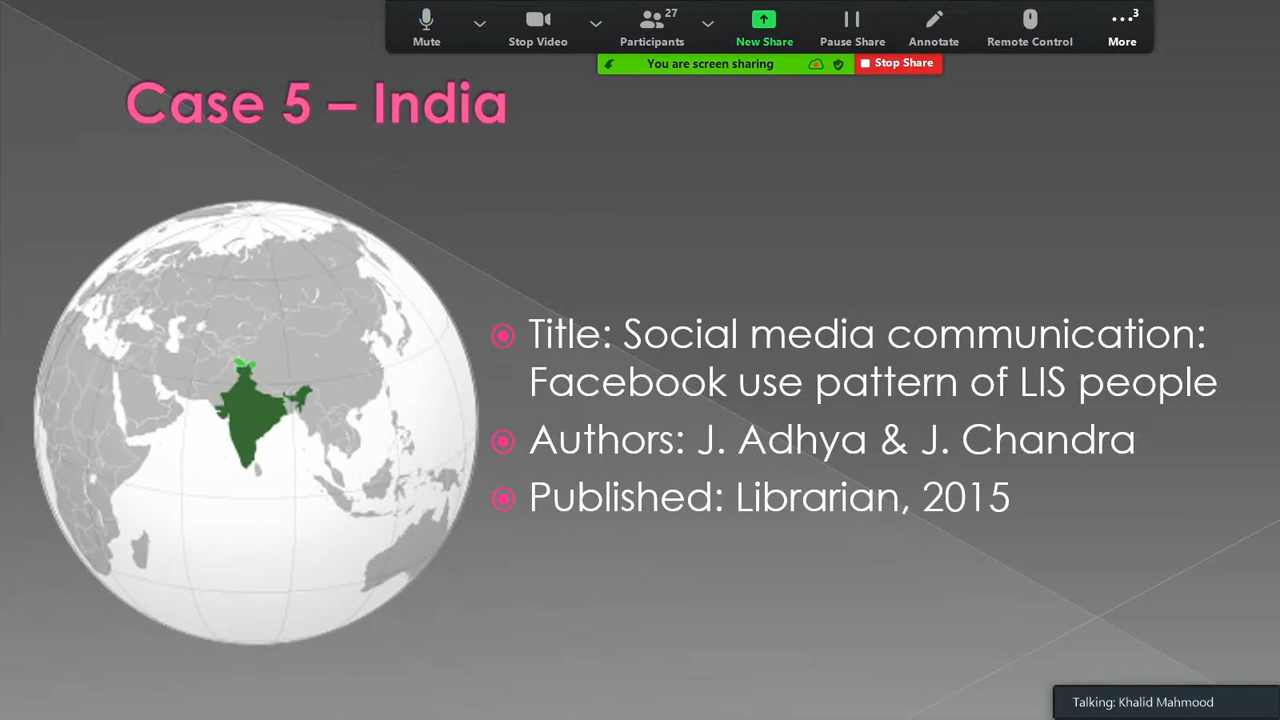 27
3
Mute
Stop Video
Participants
New Share
Pause Share
Annotate
Remote Control
More
You are screen sharing
Stop Share
Case 5 – India
Title: Social media communication:
Facebook use pattern of LIS people
Authors: J. Adhya & J. Chandra
Published: Librarian, 2015
Talking: Khalid Mahmood